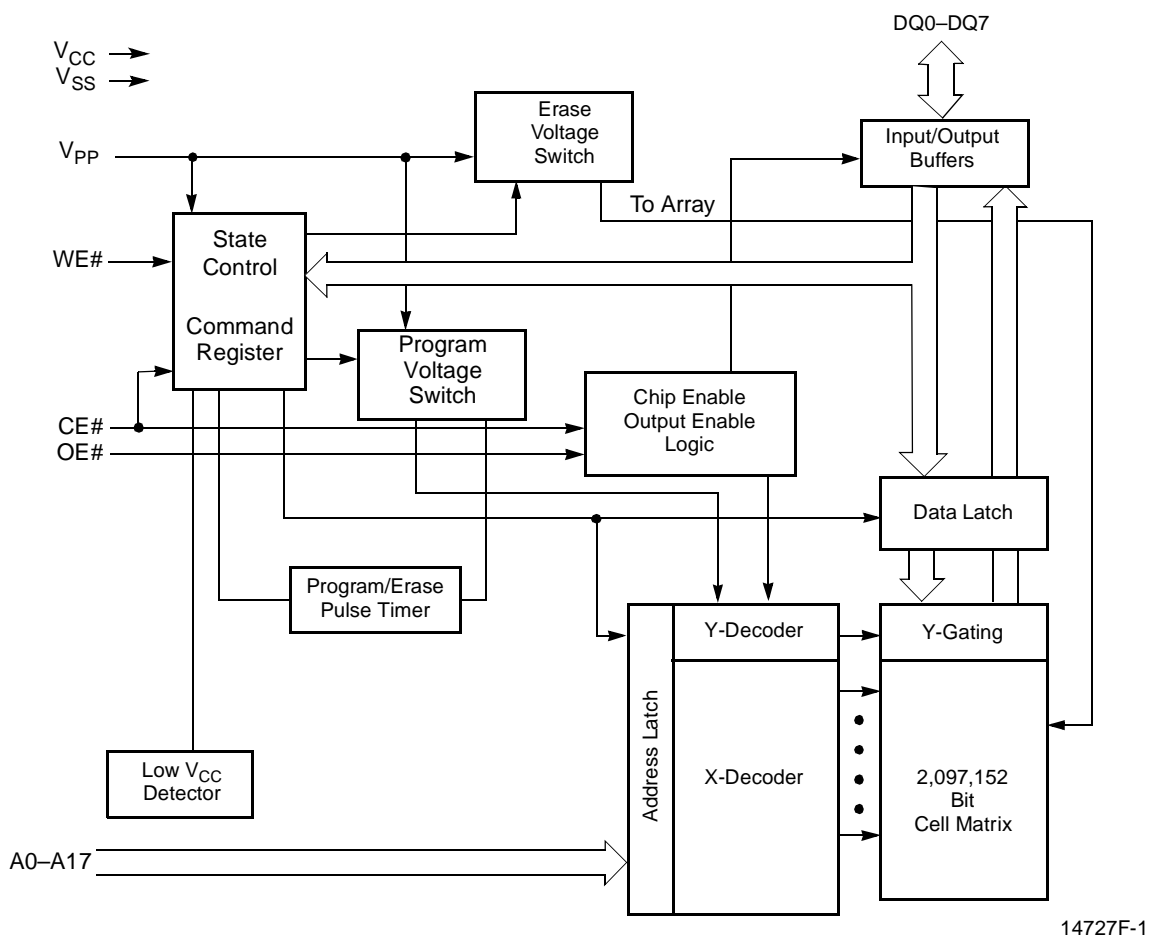 DQ0–DQ7
VCC
VSS
Erase
Voltage
Switch
Input/Output
Buffers
VPP
To Array
State
Control
WE#
Command
Register
Program
Voltage
Switch
Chip Enable
Output Enable
Logic
CE#
OE#
Data Latch
Program/Erase
Pulse Timer
Y-Decoder
Y-Gating
Address Latch
Low VCC
Detector
X-Decoder
2,097,152
Bit
Cell Matrix
A0–A17
14727F-1